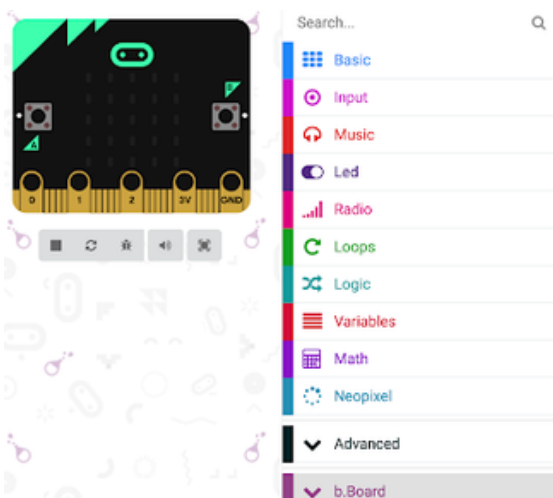 Search...
Basic
Input
Music
Led
Radio
Loops
Logic
Variables
Math
Neopixel
Advanced
b.Board
B
A
0 1 2 3V GND